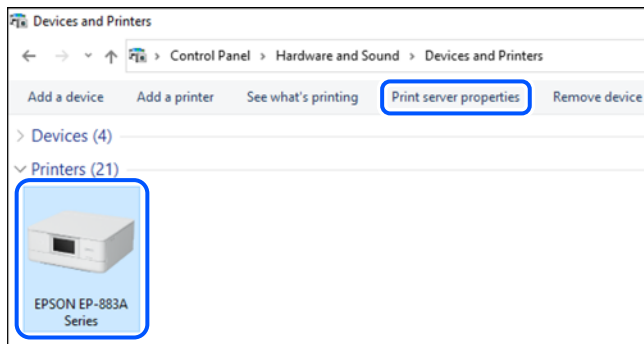 Devices and Printers
Control Panel > Hardware and Sound > Devices and Printers
Add a device Add a printer See what's printing Print server properties Remove device
Devices (4)
Printers (21)
EPSON EP-883A
Series